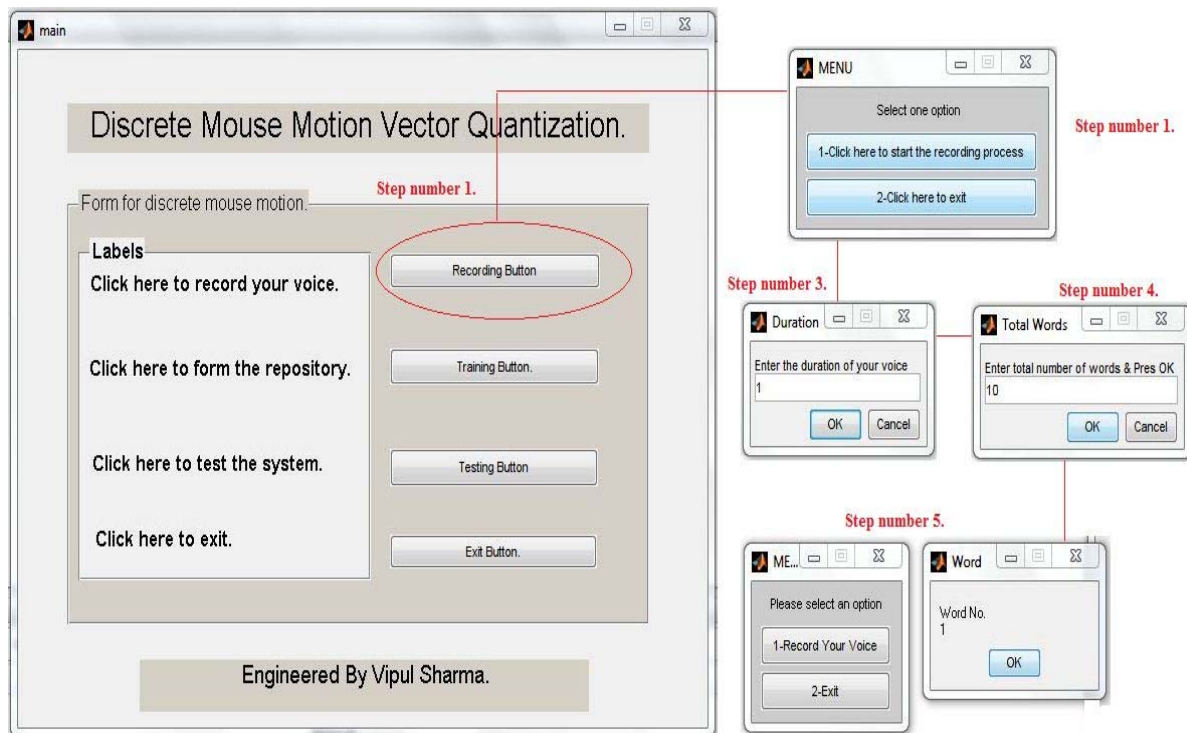 main
Discrete Mouse Motion Vector Quantization.
Step number 1.
Form for discrete mouse motion.
Labels
Click here to record your voice.
Recording Button
Click here to form the repository.
Training Button.
Click here to test the system.
Testing Button
Click here to exit.
Exit Button.
Engineered By Vipul Sharma.
MENU
Select one option
1-Click here to start the recording process
2-Click here to exit
Step number 1.
Step number 3.
Duration
Enter the duration of your voice
1
OK
Cancel
Step number 4.
Total Words
Enter total number of words & Pres OK
10
OK
Cancel
Step number 5.
ME...
Please select an option
1-Record Your Voice
2-Exit
Word
Word No.
1
OK